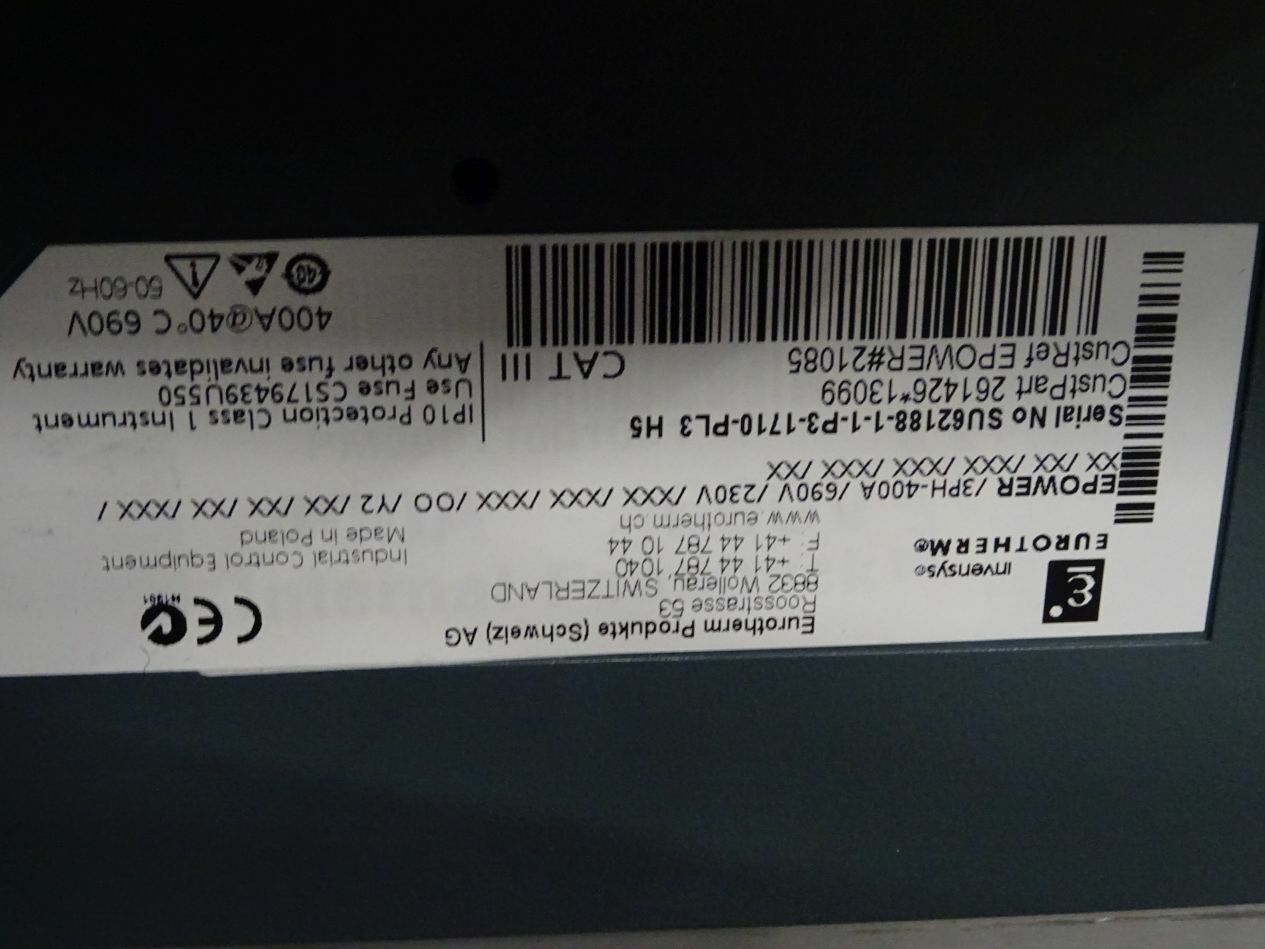 invensys®
EUROTHERM®
Eurotherm Produkte (Schweiz) AG
Roosstrasse 53
8832 Wollerau, SWITZERLAND
T: +41 44 787 1040
F: +41 44 787 10 44
www.eurotherm.ch
CE
N1961
Industrial Control Equipment
Made in Poland
EPOWER /3PH-400A /690V /230V /XXX /XXX /XXX /OO /Y2 /XX /XX /XX /XXX /
XX /XX /XXX /XXX /XXX /XX
Serial No SU62188-1-1-P3-1710-PL3 H5
CustPart 261426*13099
CustRef EPOWER#21085
CAT III
IP10 Protection Class 1 Instrument
Use Fuse CS179439U550
Any other fuse invalidates warranty
400A@40°C 690V
40
50-60Hz